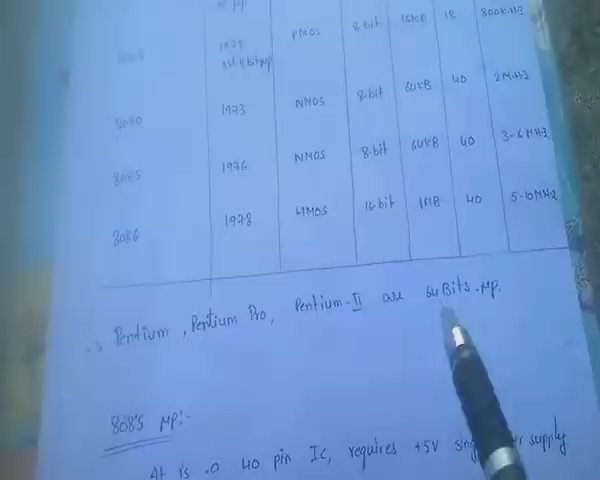 μp
8008 1972 PMOS 8-bit 16KB 18 800KHz
1st 8 bit μp
8080 1973 NMOS 8-bit 64KB 40 2MHz
8085 1976 NMOS 8-bit 64KB 40 3-6MHz
8086 1978 HMOS 16 bit 1MB 40 5-10MHz
-> Pentium, Pentium Pro, Pentium-II are 64 Bits. μp.
8085 μp:-
It is a 40 pin Ic, requires +5V supply